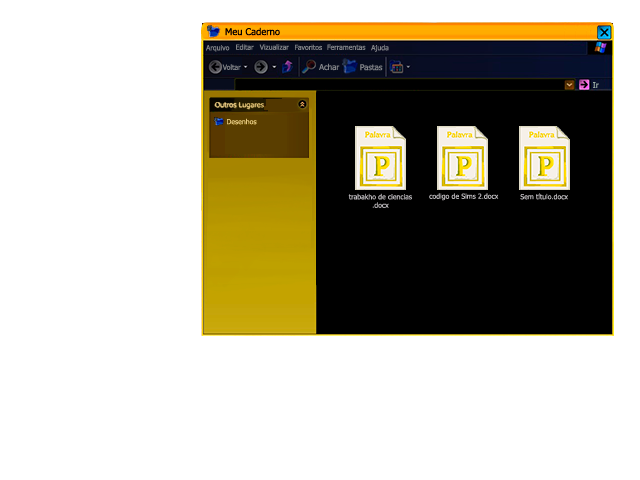 Meu Caderno
Arquivo Editar Vizualizar Favoritos Ferramentas Ajuda
Voltar Achar Pastas
Ir
Outros Lugares
Desenhos
Palavra Palavra Palavra
P P P
trabakho de ciencias codigo de Sims 2.docx Sem título.docx
.docx